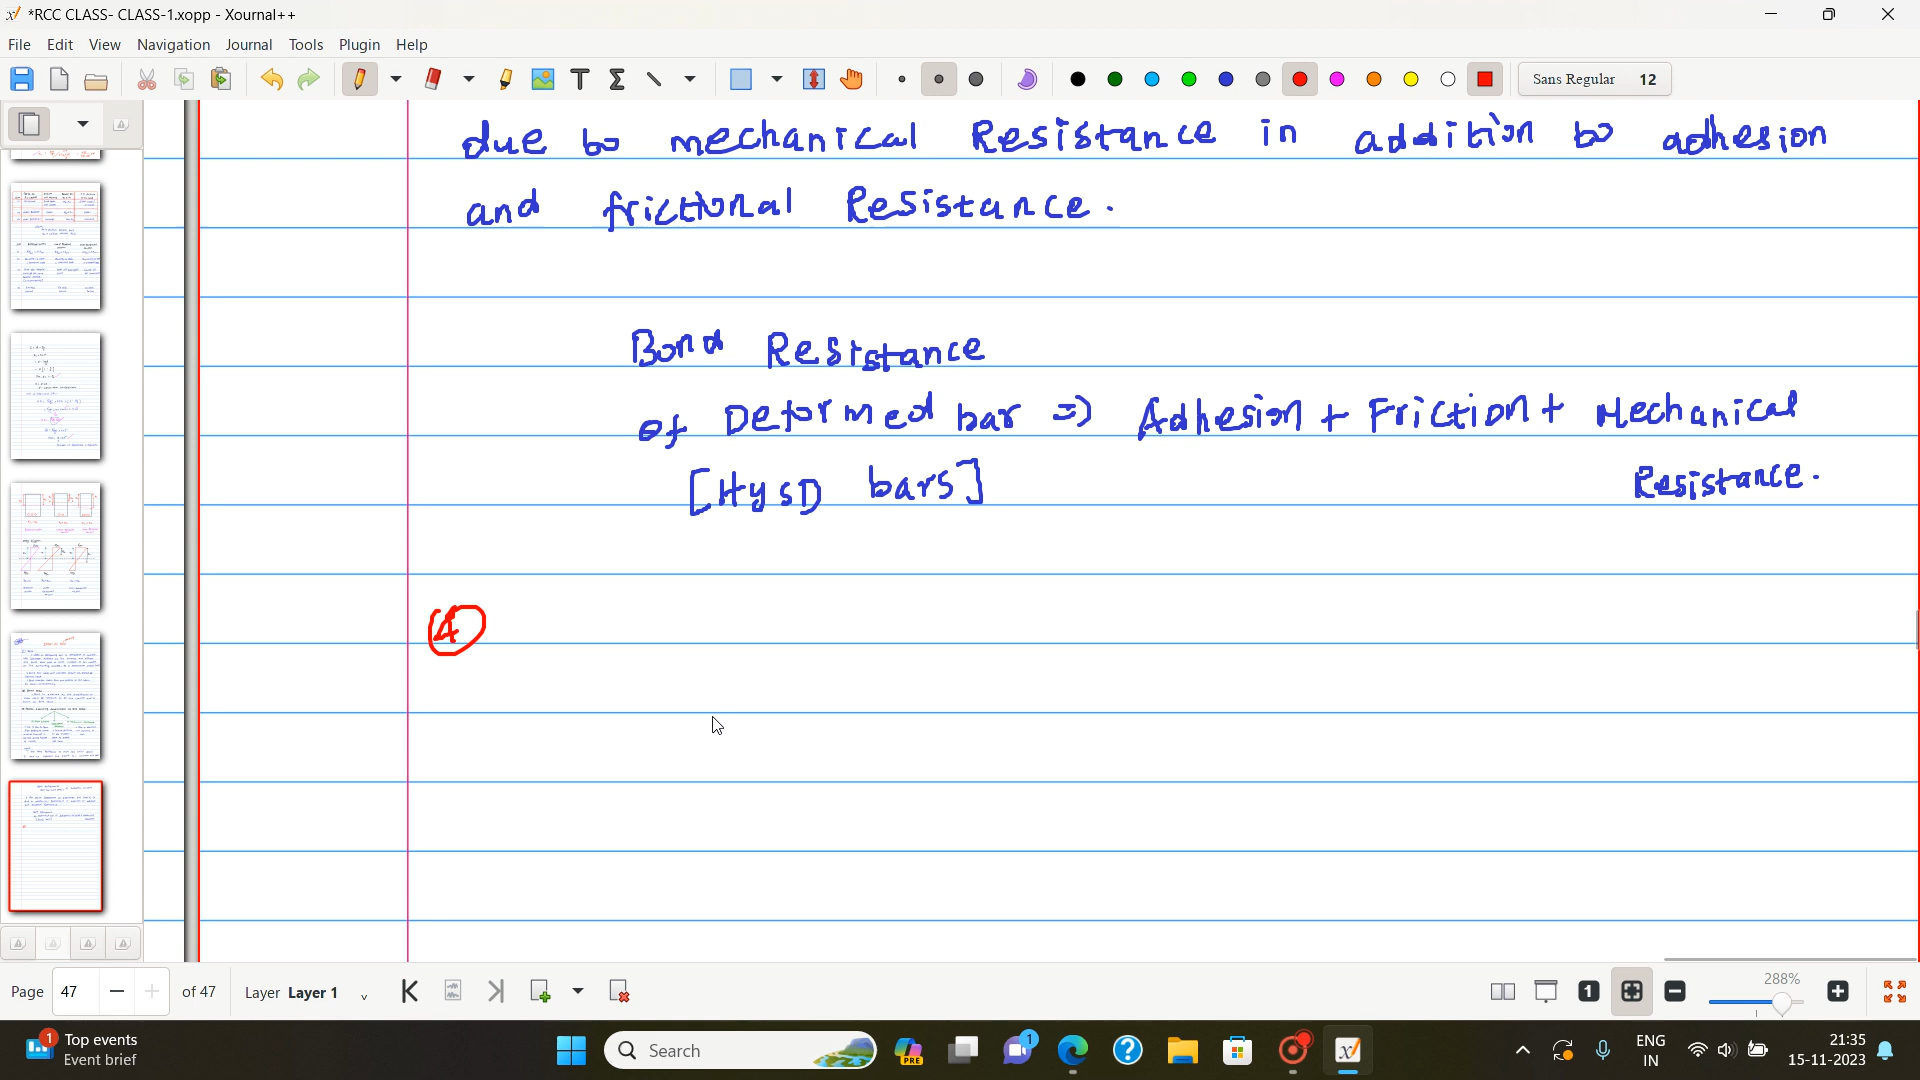 *RCC CLASS- CLASS-1.xopp - Xournal++
File Edit View Navigation Journal Tools Plugin Help
Sans Regular 12
due to mechanical Resistance in addition to adhesion
and frictional Resistance.
Bond Resistance
of Deformed bar => Adhesion + Friction + Mechanical
[HYSD bars] Resistance.
4
Page 47 of 47 Layer Layer 1 288%
1 Top events
Event brief
Search
PRE
1
ENG
IN
21:35
15-11-2023